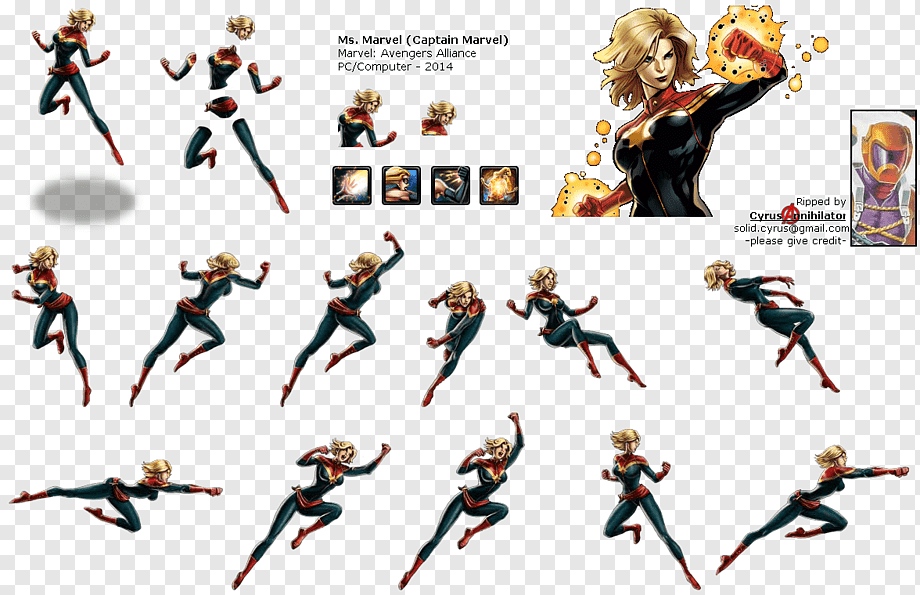 Ms. Marvel (Captain Marvel)
Marvel: Avengers Alliance
PC/Computer - 2014
Ripped by
CyrusAnnihilator
solid.cyrus@gmail.com
-please give credit-